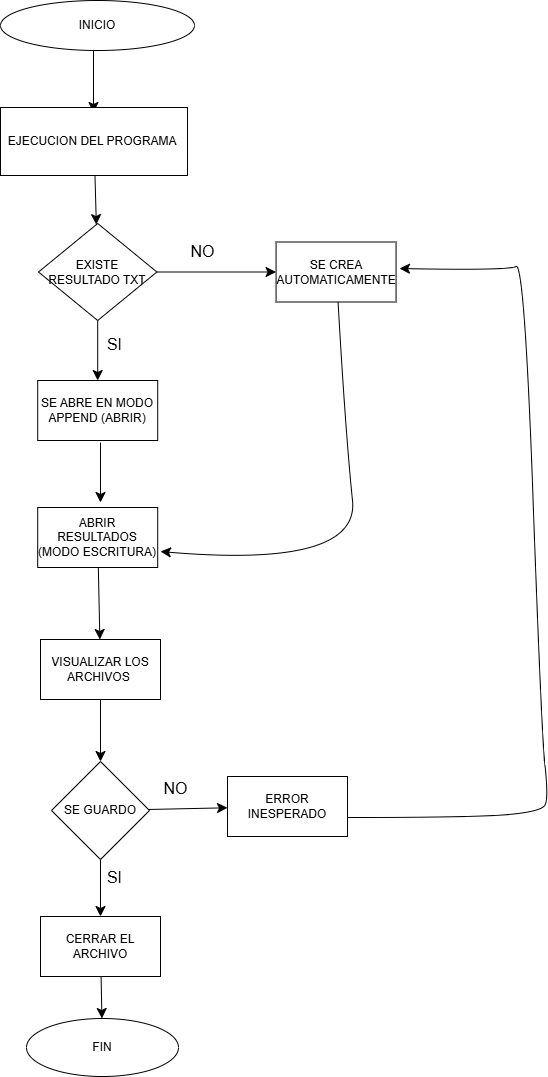 INICIO
EJECUCION DEL PROGRAMA
EXISTE
RESULTADO TXT
NO
SE CREA
AUTOMATICAMENTE
SI
SE ABRE EN MODO
APPEND (ABRIR)
ABRIR
RESULTADOS
(MODO ESCRITURA)
VISUALIZAR LOS
ARCHIVOS
SE GUARDO
NO
ERROR
INESPERADO
SI
CERRAR EL
ARCHIVO
FIN